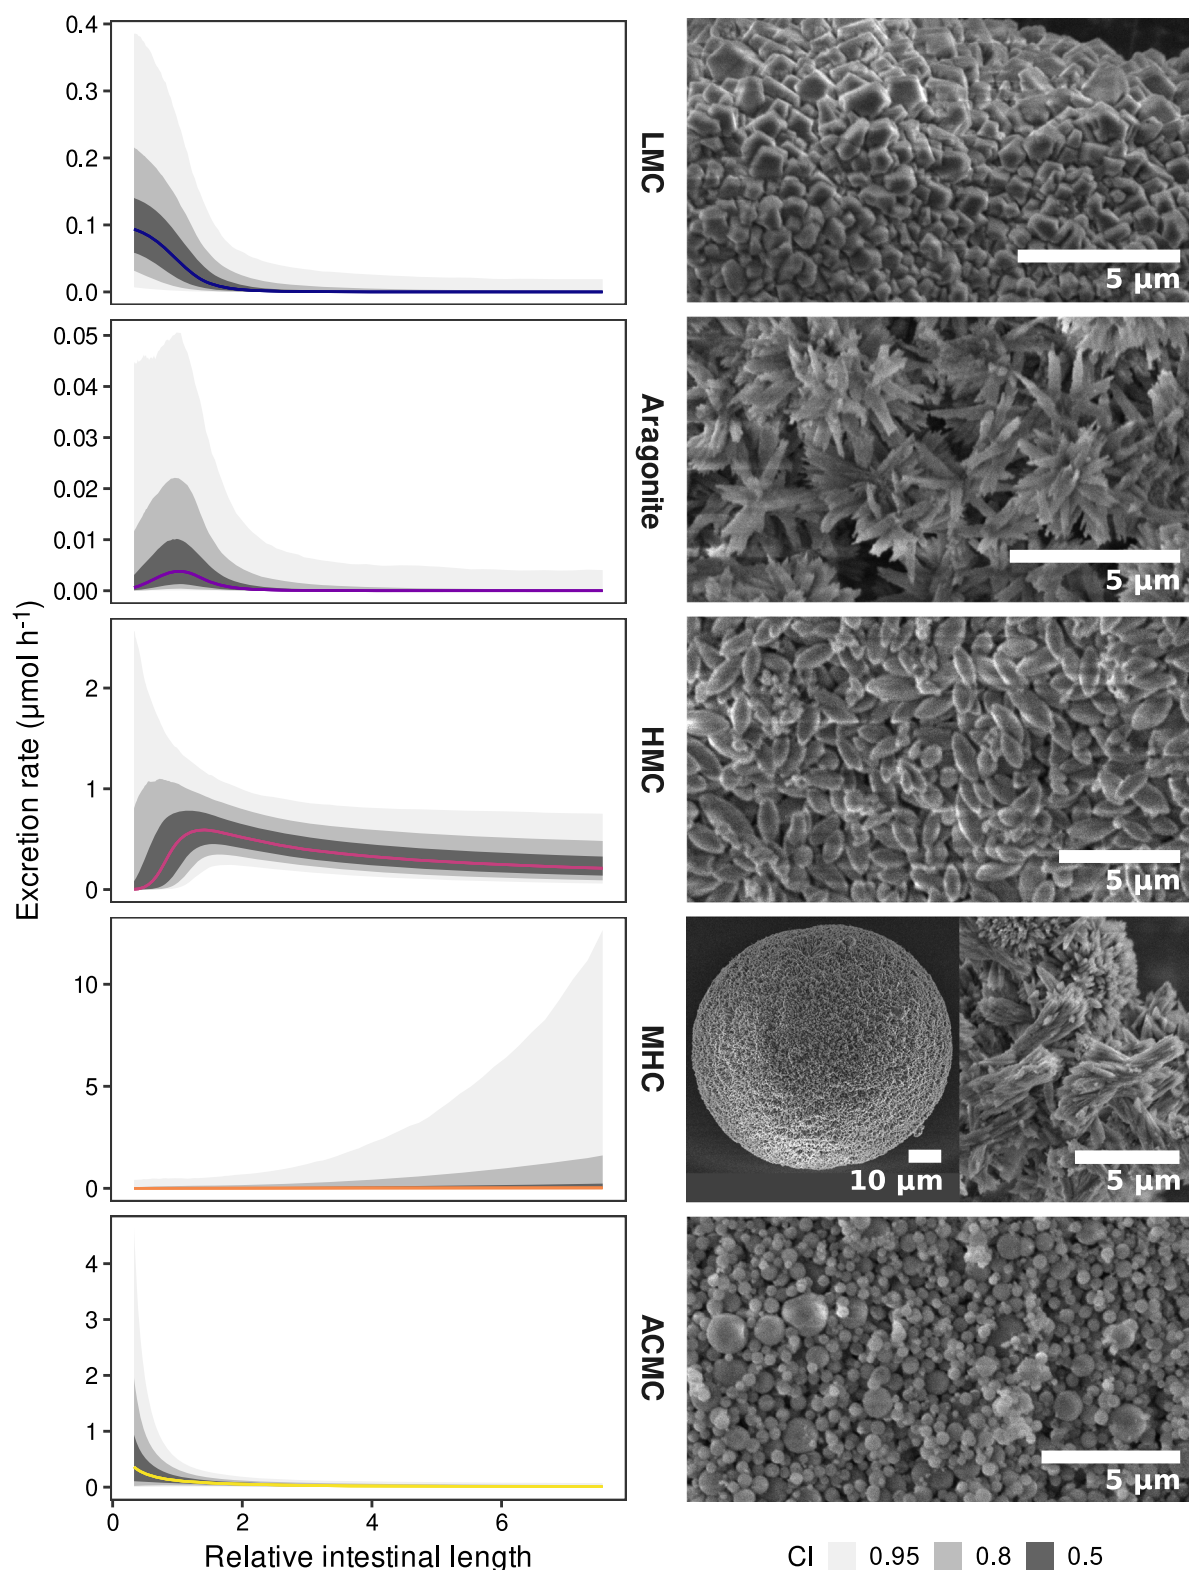 0.4
0.3
0.2
0.1
0.0
LMC
5 µm
0.05
0.04
0.03
0.02
0.01
0.00
Aragonite
5 µm
Excretion rate (µmol h⁻¹)
2
1
0
HMC
5 µm
10
5
0
MHC
10 µm
5 µm
4
3
2
1
0
ACMC
5 µm
0 2 4 6
Relative intestinal length
CI 0.95 0.8 0.5